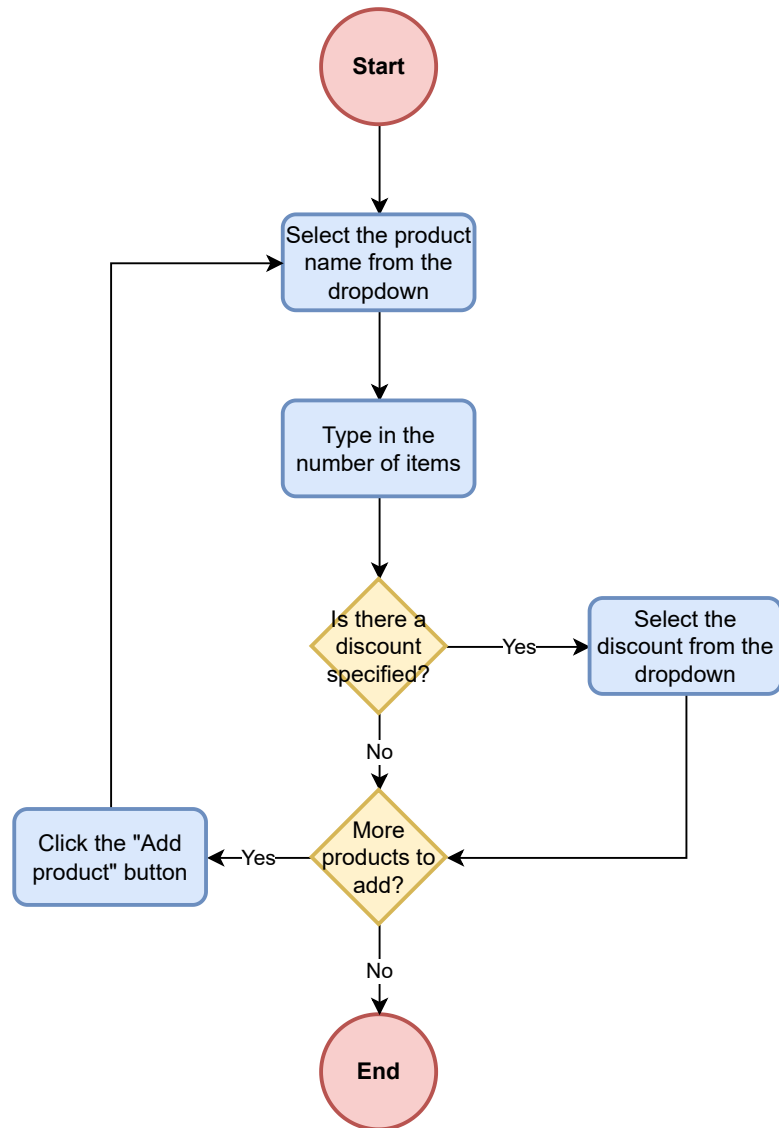 Start
Select the product
name from the
dropdown
Type in the
number of items
Is there a
discount
specified?
Yes
Select the
discount from the
dropdown
No
More
products to
add?
Yes
Click the "Add
product" button
No
End